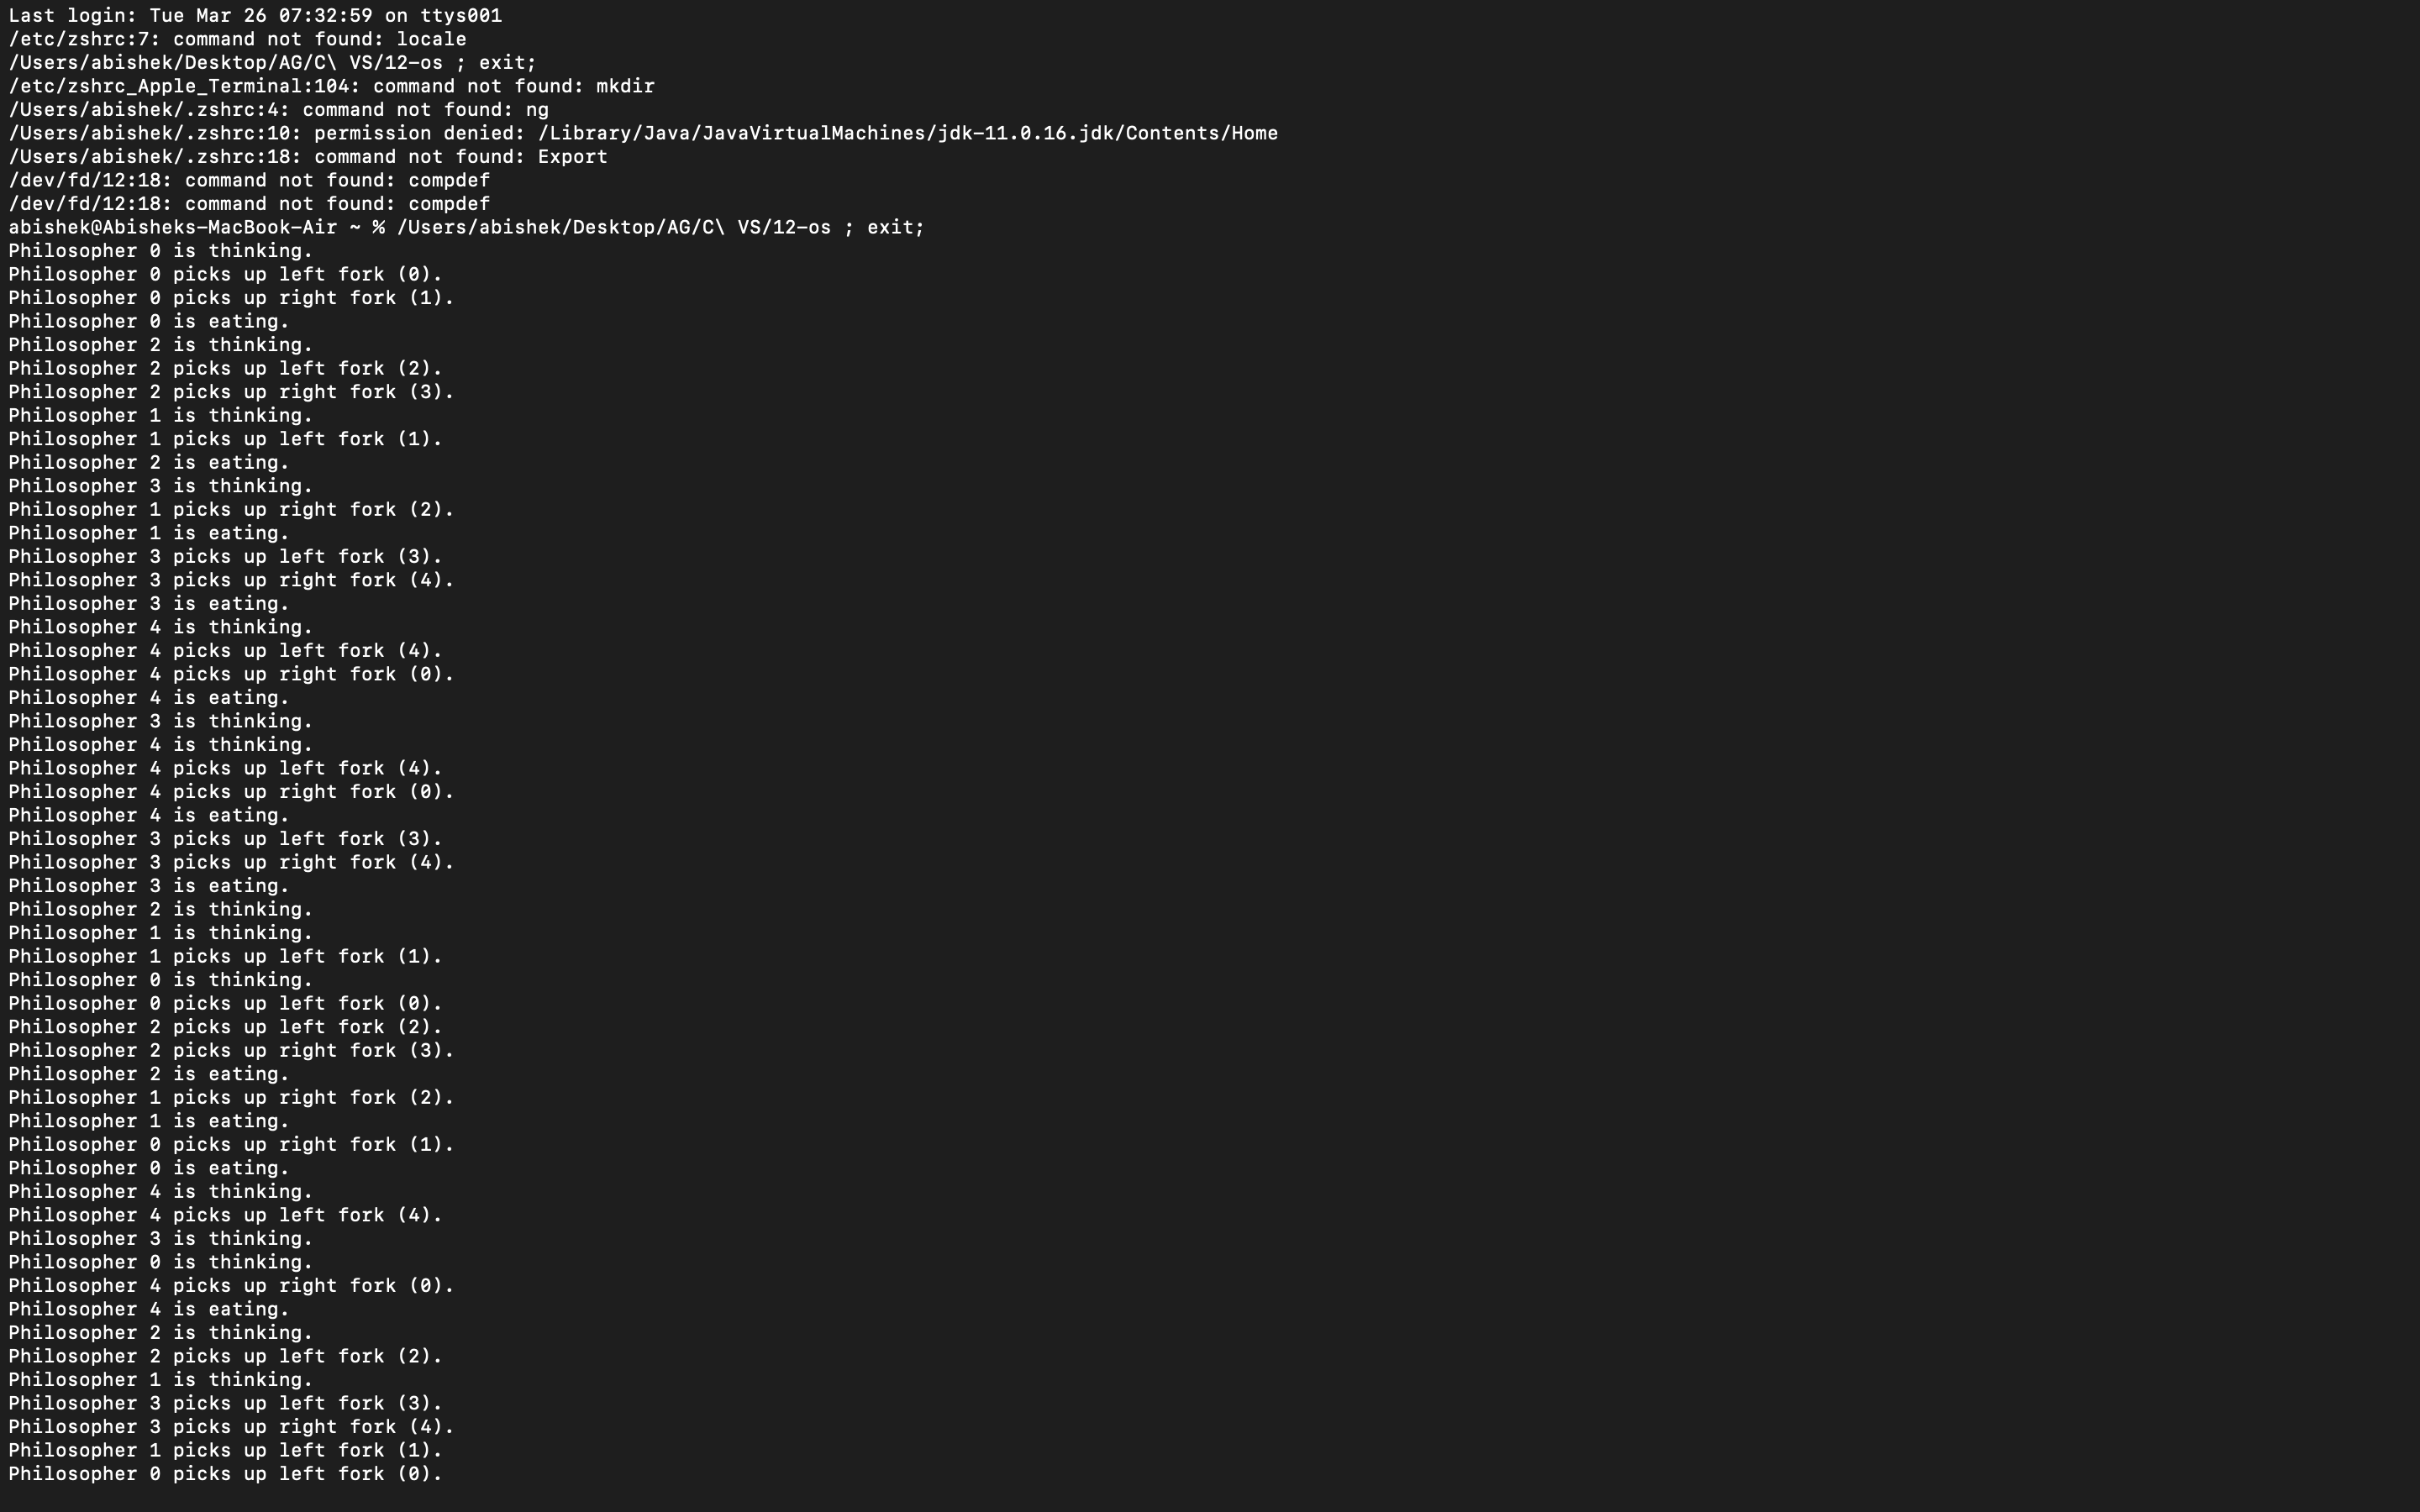 Last login: Tue Mar 26 07:32:59 on ttys001
/etc/zshrc:7: command not found: locale
/Users/abishek/Desktop/AG/C\ VS/12-os ; exit;
/etc/zshrc_Apple_Terminal:104: command not found: mkdir
/Users/abishek/.zshrc:4: command not found: ng
/Users/abishek/.zshrc:10: permission denied: /Library/Java/JavaVirtualMachines/jdk-11.0.16.jdk/Contents/Home
/Users/abishek/.zshrc:18: command not found: Export
/dev/fd/12:18: command not found: compdef
/dev/fd/12:18: command not found: compdef
abishek@Abisheks-MacBook-Air ~ % /Users/abishek/Desktop/AG/C\ VS/12-os ; exit;
Philosopher 0 is thinking.
Philosopher 0 picks up left fork (0).
Philosopher 0 picks up right fork (1).
Philosopher 0 is eating.
Philosopher 2 is thinking.
Philosopher 2 picks up left fork (2).
Philosopher 2 picks up right fork (3).
Philosopher 1 is thinking.
Philosopher 1 picks up left fork (1).
Philosopher 2 is eating.
Philosopher 3 is thinking.
Philosopher 1 picks up right fork (2).
Philosopher 1 is eating.
Philosopher 3 picks up left fork (3).
Philosopher 3 picks up right fork (4).
Philosopher 3 is eating.
Philosopher 4 is thinking.
Philosopher 4 picks up left fork (4).
Philosopher 4 picks up right fork (0).
Philosopher 4 is eating.
Philosopher 3 is thinking.
Philosopher 4 is thinking.
Philosopher 4 picks up left fork (4).
Philosopher 4 picks up right fork (0).
Philosopher 4 is eating.
Philosopher 3 picks up left fork (3).
Philosopher 3 picks up right fork (4).
Philosopher 3 is eating.
Philosopher 2 is thinking.
Philosopher 1 is thinking.
Philosopher 1 picks up left fork (1).
Philosopher 0 is thinking.
Philosopher 0 picks up left fork (0).
Philosopher 2 picks up left fork (2).
Philosopher 2 picks up right fork (3).
Philosopher 2 is eating.
Philosopher 1 picks up right fork (2).
Philosopher 1 is eating.
Philosopher 0 picks up right fork (1).
Philosopher 0 is eating.
Philosopher 4 is thinking.
Philosopher 4 picks up left fork (4).
Philosopher 3 is thinking.
Philosopher 0 is thinking.
Philosopher 4 picks up right fork (0).
Philosopher 4 is eating.
Philosopher 2 is thinking.
Philosopher 2 picks up left fork (2).
Philosopher 1 is thinking.
Philosopher 3 picks up left fork (3).
Philosopher 3 picks up right fork (4).
Philosopher 1 picks up left fork (1).
Philosopher 0 picks up left fork (0).